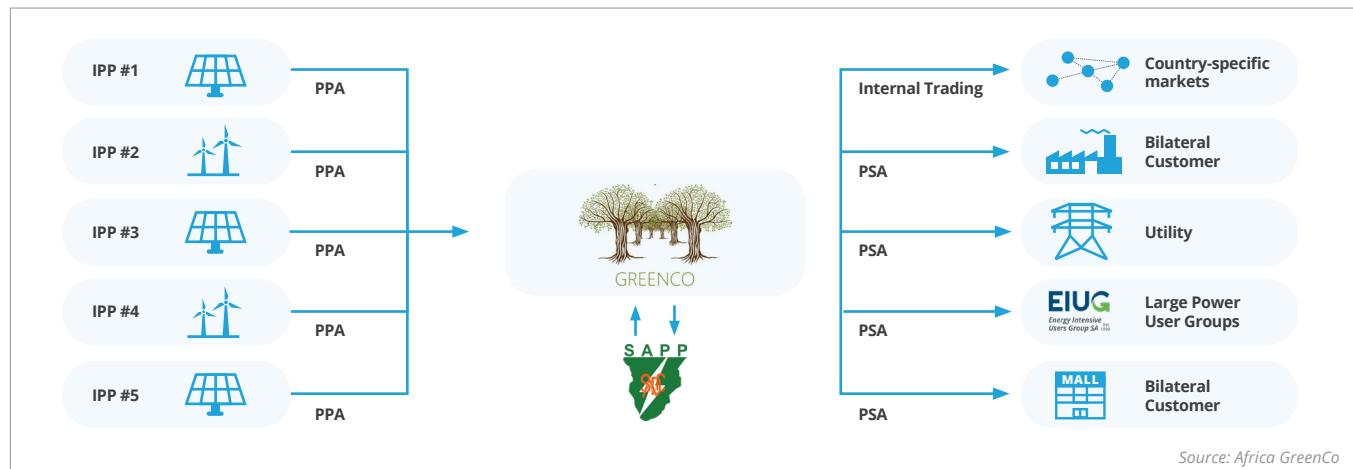 IPP #1
PPA
IPP #2
PPA
IPP #3
PPA
IPP #4
PPA
IPP #5
PPA
GREENCO
SAPP
Internal Trading
Country-specific
markets
PSA
Bilateral
Customer
PSA
Utility
PSA
EIUG
Energy Intensive
Users Group SA
Est.
1999
Large Power
User Groups
PSA
MALL
Bilateral
Customer
Source: Africa GreenCo